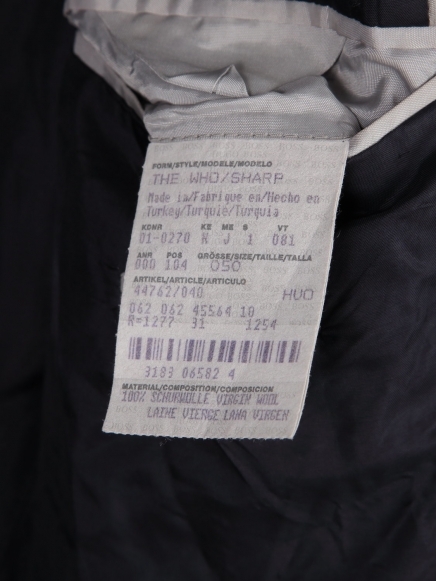 FORM/STYLE/MODELE/MODELO
THE WHO/SHARP
Made in/Fabrique en/Hecho en
Turkey/Turquie/Turquia
KDNR KE ME S VT
01-0270 R J 1 081
ANR POS GRÖSSE/SIZE/TAILLE/TALLA
000 104 050
ARTIKEL/ARTICLE/ARTICULO
44762/040 HUO
062 062 45564 10
R=1277 31 1254
3183 06582 4
MATERIAL/COMPOSITION/COMPOSICION
100% SCHURWOLLE VIRGIN WOOL
LAINE VIERGE LANA VIRGEN